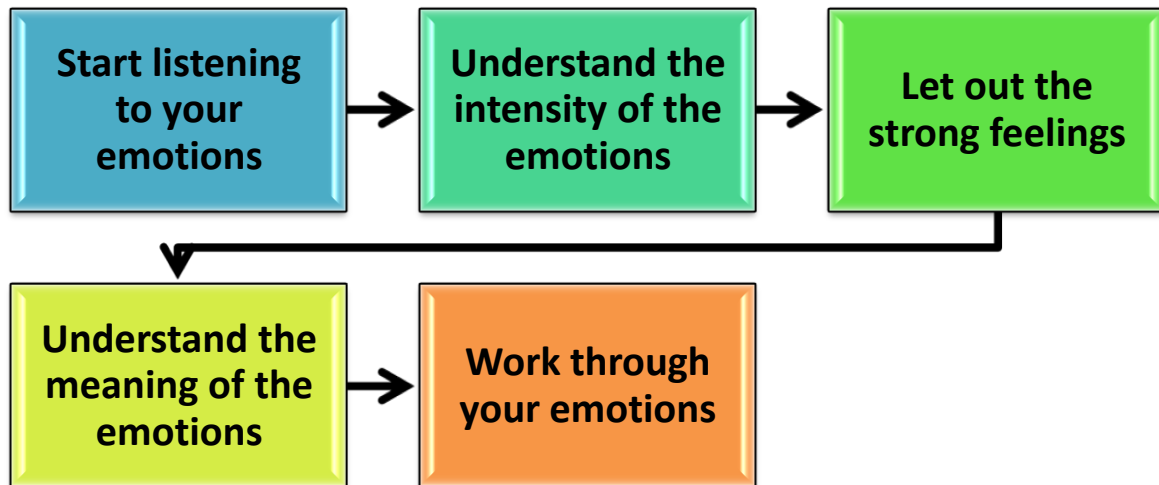 Start listening
to your
emotions
Understand the
intensity of the
emotions
Let out the
strong feelings
Understand the
meaning of the
emotions
Work through
your emotions